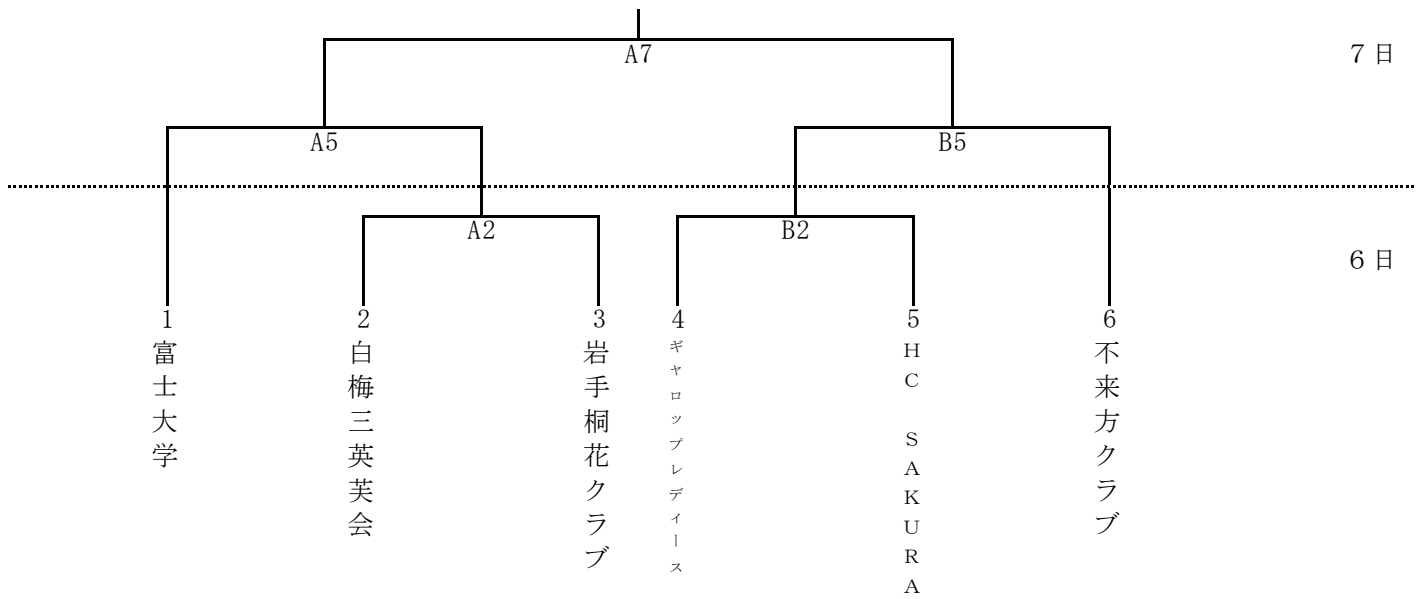 A7
7日
A5
B5
A2
B2
6日
1
富士大学
2
白梅三英芙会
3
岩手桐花クラブ
4
ギャロップレディース
5
HC SAKURA
6
不来方クラブ